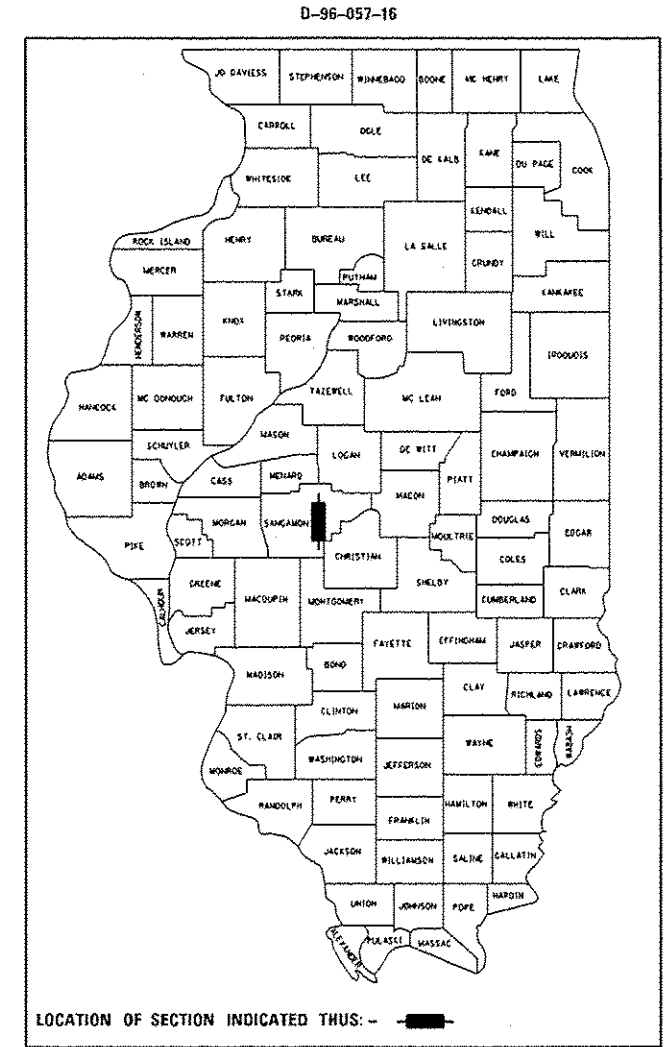 D-96-057-16
JO DAVIESS STEPHENSON WINNEBAGO BOONE MC HENRY LAKE
CARROLL OGLE
DE KALB KANE DU PAGE COOK
WHITESIDE LEE
KENDALL WILL
ROCK ISLAND HENRY BUREAU LA SALLE GRUNDY
MERCER PUTNAM KANKAKEE
STARK MARSHALL
HENDERSON WARREN KNOX PEORIA WOODFORD LIVINGSTON IROQUOIS
HANCOCK MC DONOUGH FULTON TAZEWELL MC LEAN FORD
MASON
SCHUYLER LOGAN DE WITT CHAMPAIGN VERMILION
ADAMS BROWN CASS MENARD PIATT
MACON
PIKE SCOTT MORGAN SANGAMON MOULTRIE DOUGLAS EDGAR
CHRISTIAN COLES
GREENE SHELBY
CALHOUN MACOUPIN MONTGOMERY CUMBERLAND CLARK
JERSEY FAYETTE EFFINGHAM JASPER CRAWFORD
BOND
MADISON CLAY RICHLAND LAWRENCE
CLINTON MARION
ST. CLAIR WAYNE EDWARDS WABASH
MONROE WASHINGTON JEFFERSON
RANDOLPH PERRY HAMILTON WHITE
FRANKLIN
JACKSON WILLIAMSON SALINE GALLATIN
UNION JOHNSON POPE HARDIN
ALEXANDER PULASKI MASSAC
LOCATION OF SECTION INDICATED THUS: -